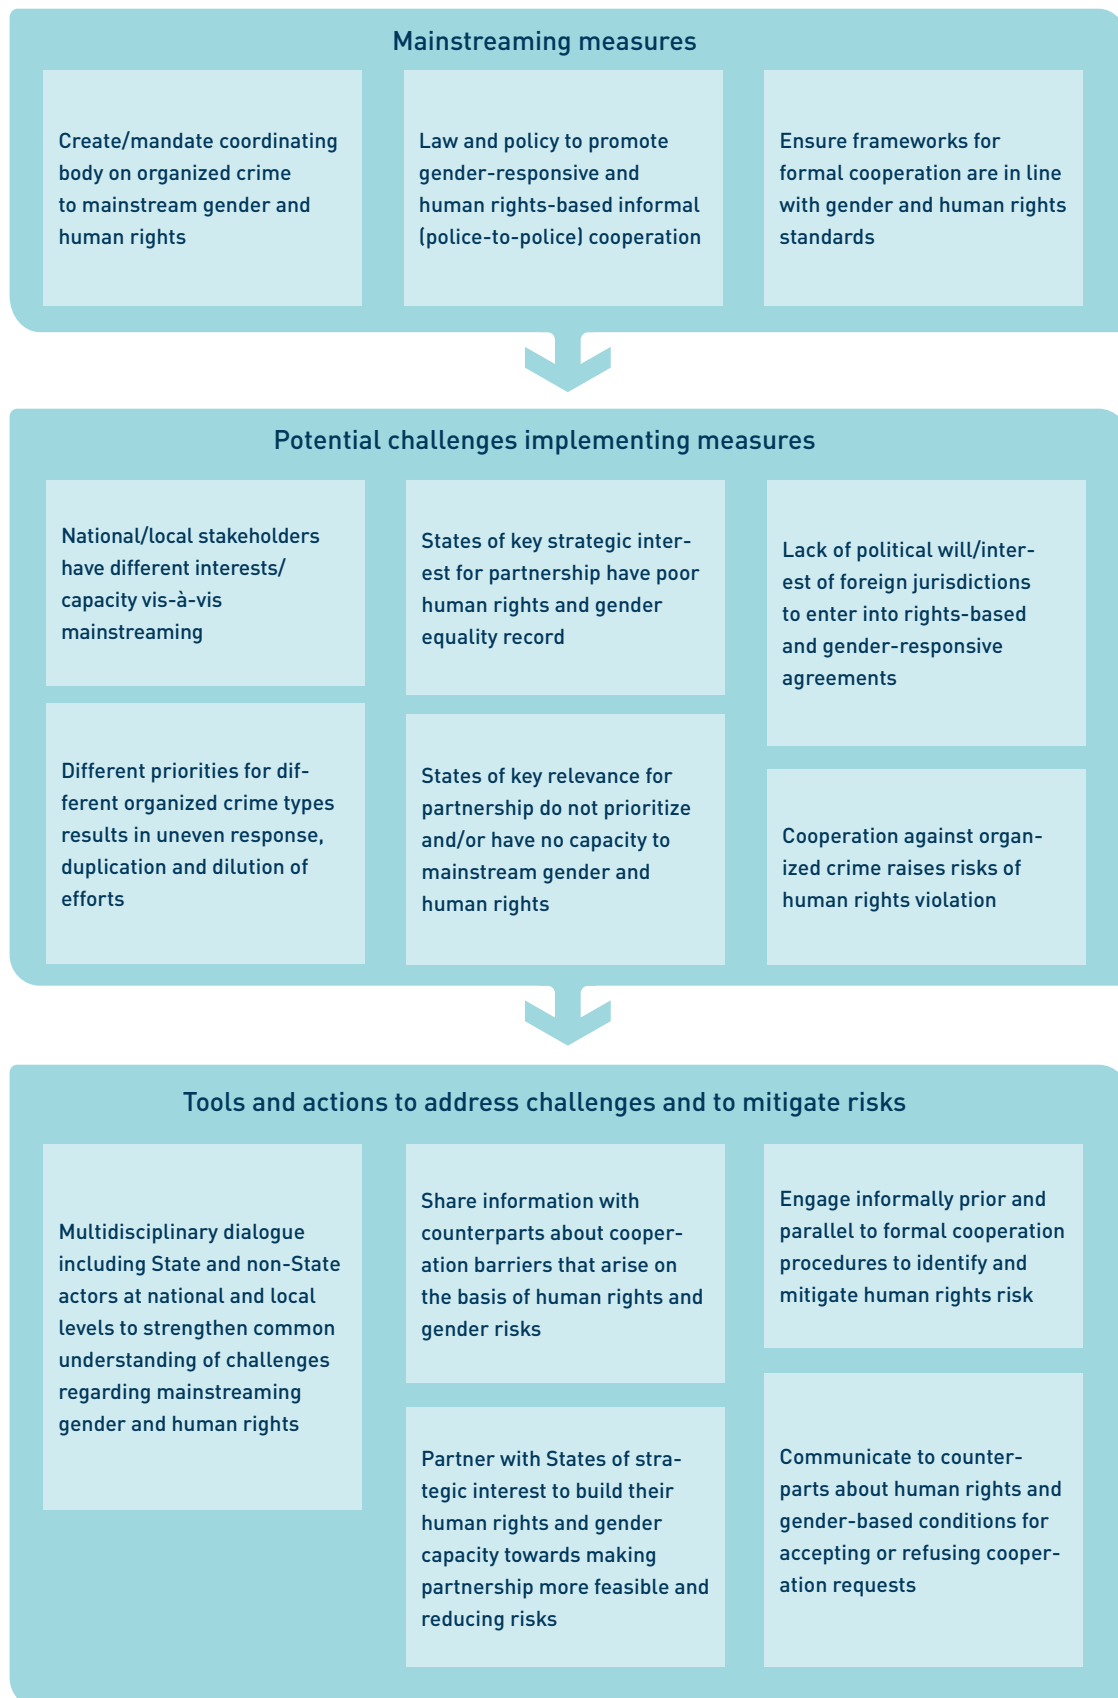 Mainstreaming measures
Create/mandate coordinating
body on organized crime
to mainstream gender and
human rights
Law and policy to promote
gender-responsive and
human rights-based informal
(police-to-police) cooperation
Ensure frameworks for
formal cooperation are in line
with gender and human rights
standards
Potential challenges implementing measures
National/local stakeholders
have different interests/
capacity vis-à-vis
mainstreaming
Different priorities for dif-
ferent organized crime types
results in uneven response,
duplication and dilution of
efforts
States of key strategic inter-
est for partnership have poor
human rights and gender
equality record
States of key relevance for
partnership do not prioritize
and/or have no capacity to
mainstream gender and
human rights
Lack of political will/inter-
est of foreign jurisdictions
to enter into rights-based
and gender-responsive
agreements
Cooperation against organ-
ized crime raises risks of
human rights violation
Tools and actions to address challenges and to mitigate risks
Multidisciplinary dialogue
including State and non-State
actors at national and local
levels to strengthen common
understanding of challenges
regarding mainstreaming
gender and human rights
Share information with
counterparts about cooper-
ation barriers that arise on
the basis of human rights and
gender risks
Partner with States of stra-
tegic interest to build their
human rights and gender
capacity towards making
partnership more feasible and
reducing risks
Engage informally prior and
parallel to formal cooperation
procedures to identify and
mitigate human rights risk
Communicate to counter-
parts about human rights and
gender-based conditions for
accepting or refusing cooper-
ation requests